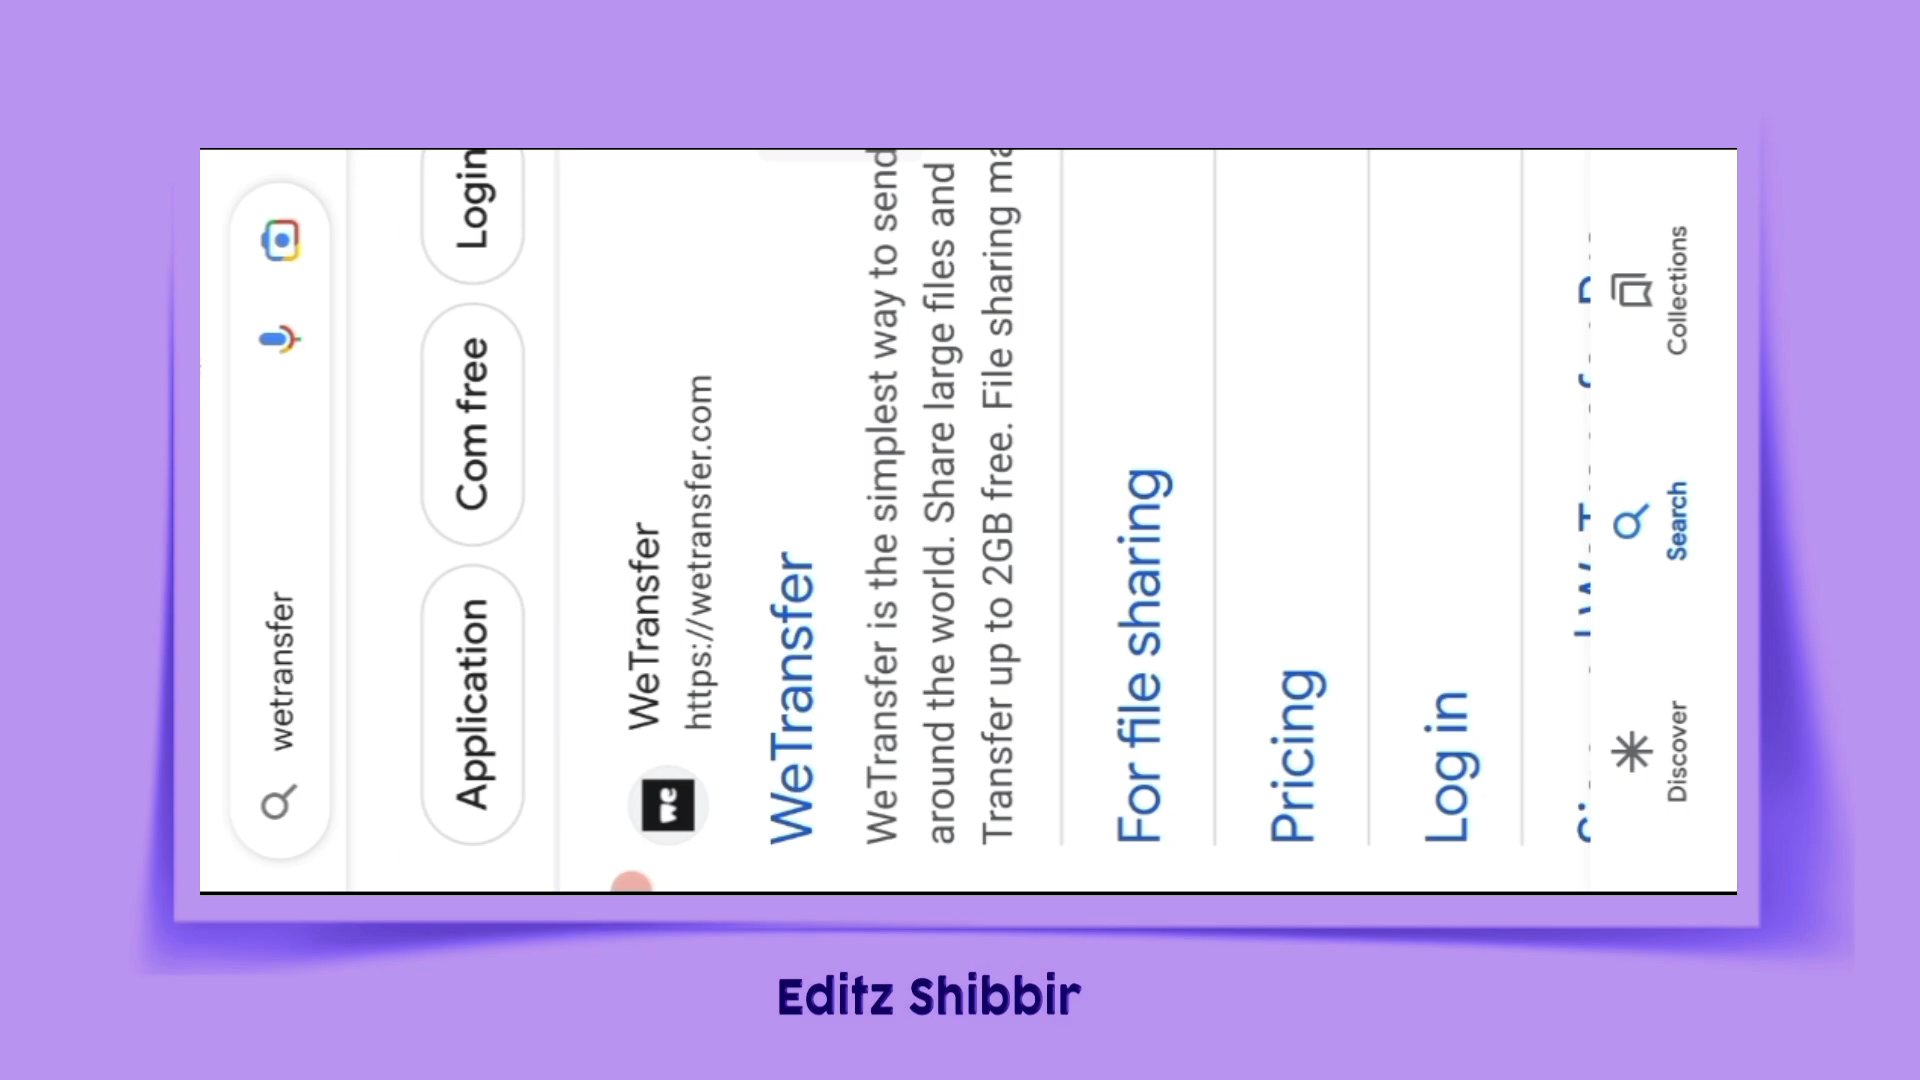 wetransfer
Application
Com free
Login
we
WeTransfer
https://wetransfer.com
WeTransfer
WeTransfer is the simplest way to send
around the world. Share large files and
Transfer up to 2GB free. File sharing
For file sharing
Pricing
Log in
Discover
Search
Collections
Editz Shibbir